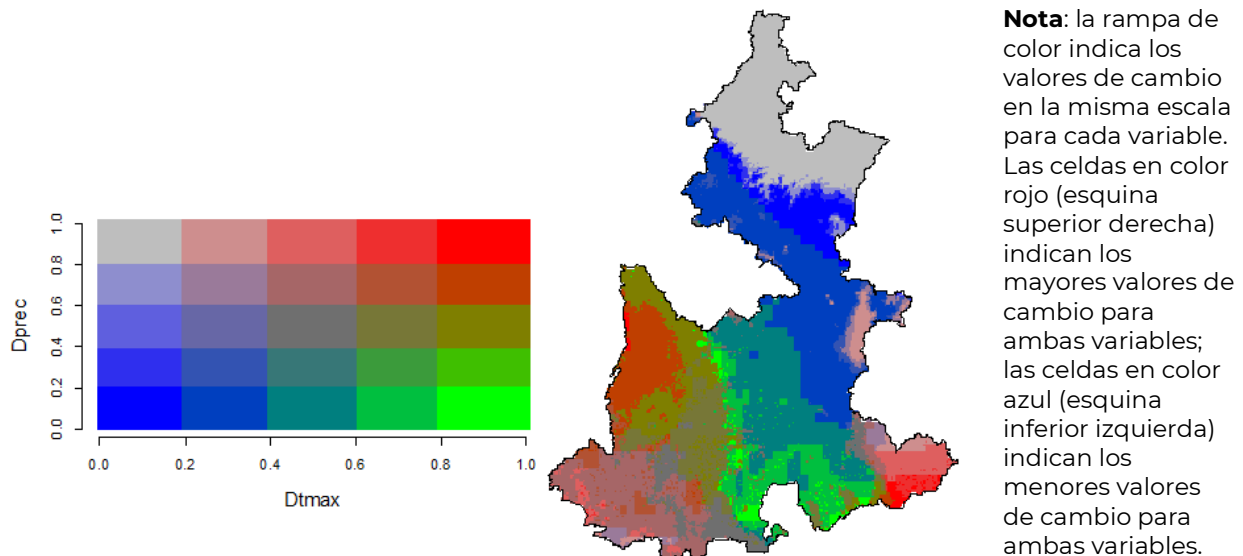 Dprec
1.0
0.8
0.6
0.4
0.2
0.0
0.0 0.2 0.4 0.6 0.8 1.0
Dtmax
Nota: la rampa de
color indica los
valores de cambio
en la misma escala
para cada variable.
Las celdas en color
rojo (esquina
superior derecha)
indican los
mayores valores de
cambio para
ambas variables;
las celdas en color
azul (esquina
inferior izquierda)
indican los
menores valores
de cambio para
ambas variables.